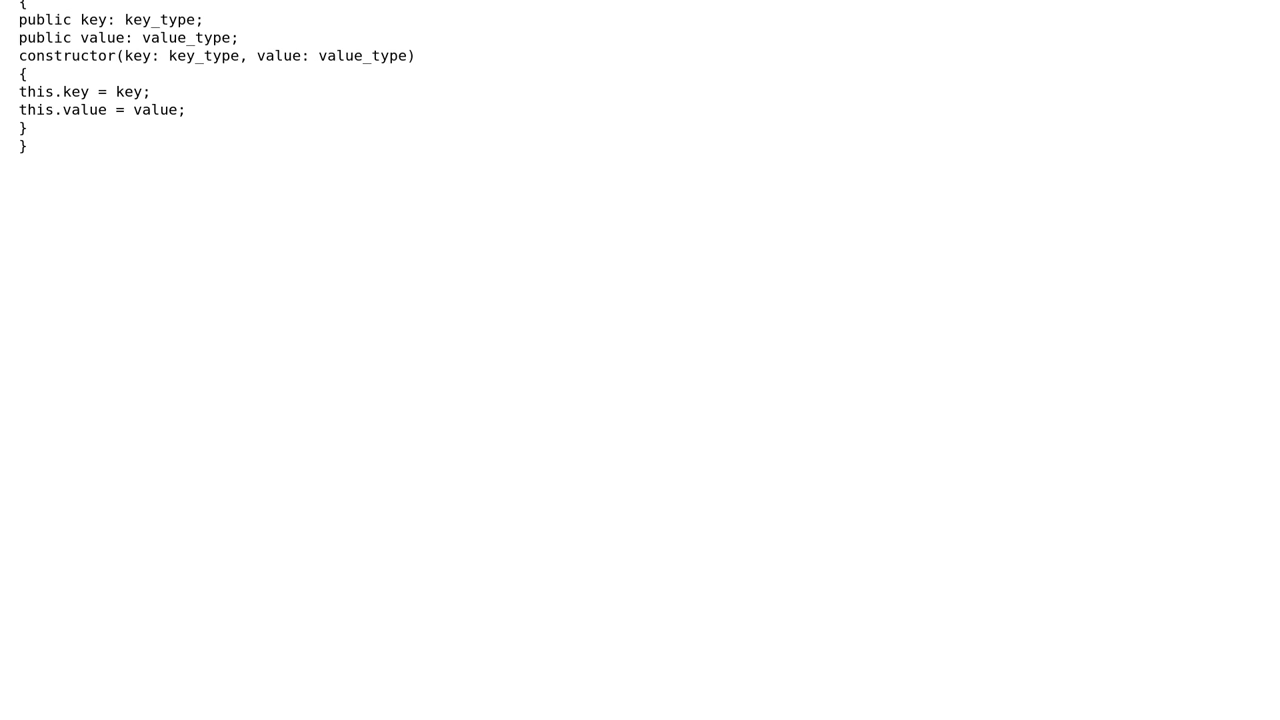 {
public key: key_type;
public value: value_type;
constructor(key: key_type, value: value_type)
{
this.key = key;
this.value = value;
}
}